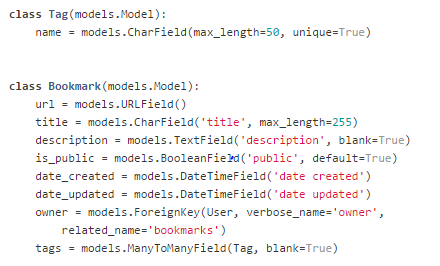 class Tag(models.Model):
    name = models.CharField(max_length=50, unique=True)
class Bookmark(models.Model):
    url = models.URLField()
    title = models.CharField('title', max_length=255)
    description = models.TextField('description', blank=True)
    is_public = models.BooleanField('public', default=True)
    date_created = models.DateTimeField('date created')
    date_updated = models.DateTimeField('date updated')
    owner = models.ForeignKey(User, verbose_name='owner',
        related_name='bookmarks')
    tags = models.ManyToManyField(Tag, blank=True)